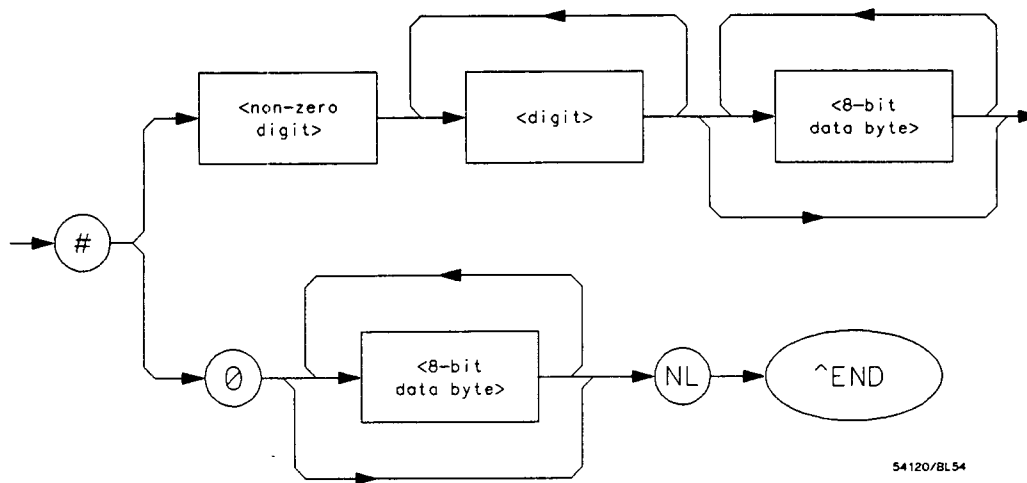 <non-zero
digit>
<digit>
<8-bit
data byte>
#
0
<8-bit
data byte>
NL
^END
54120/BL54